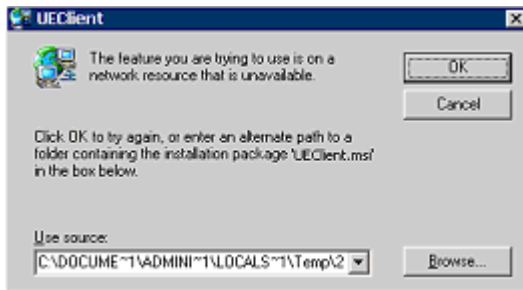 UEClient
The feature you are trying to use is on a
network resource that is unavailable.
OK
Cancel
Click OK to try again, or enter an alternate path to a
folder containing the installation package 'UEClient.msi'
in the box below.
Use source:
C:\DOCUME~1\ADMINI~1\LOCALS~1\Temp\2
Browse...